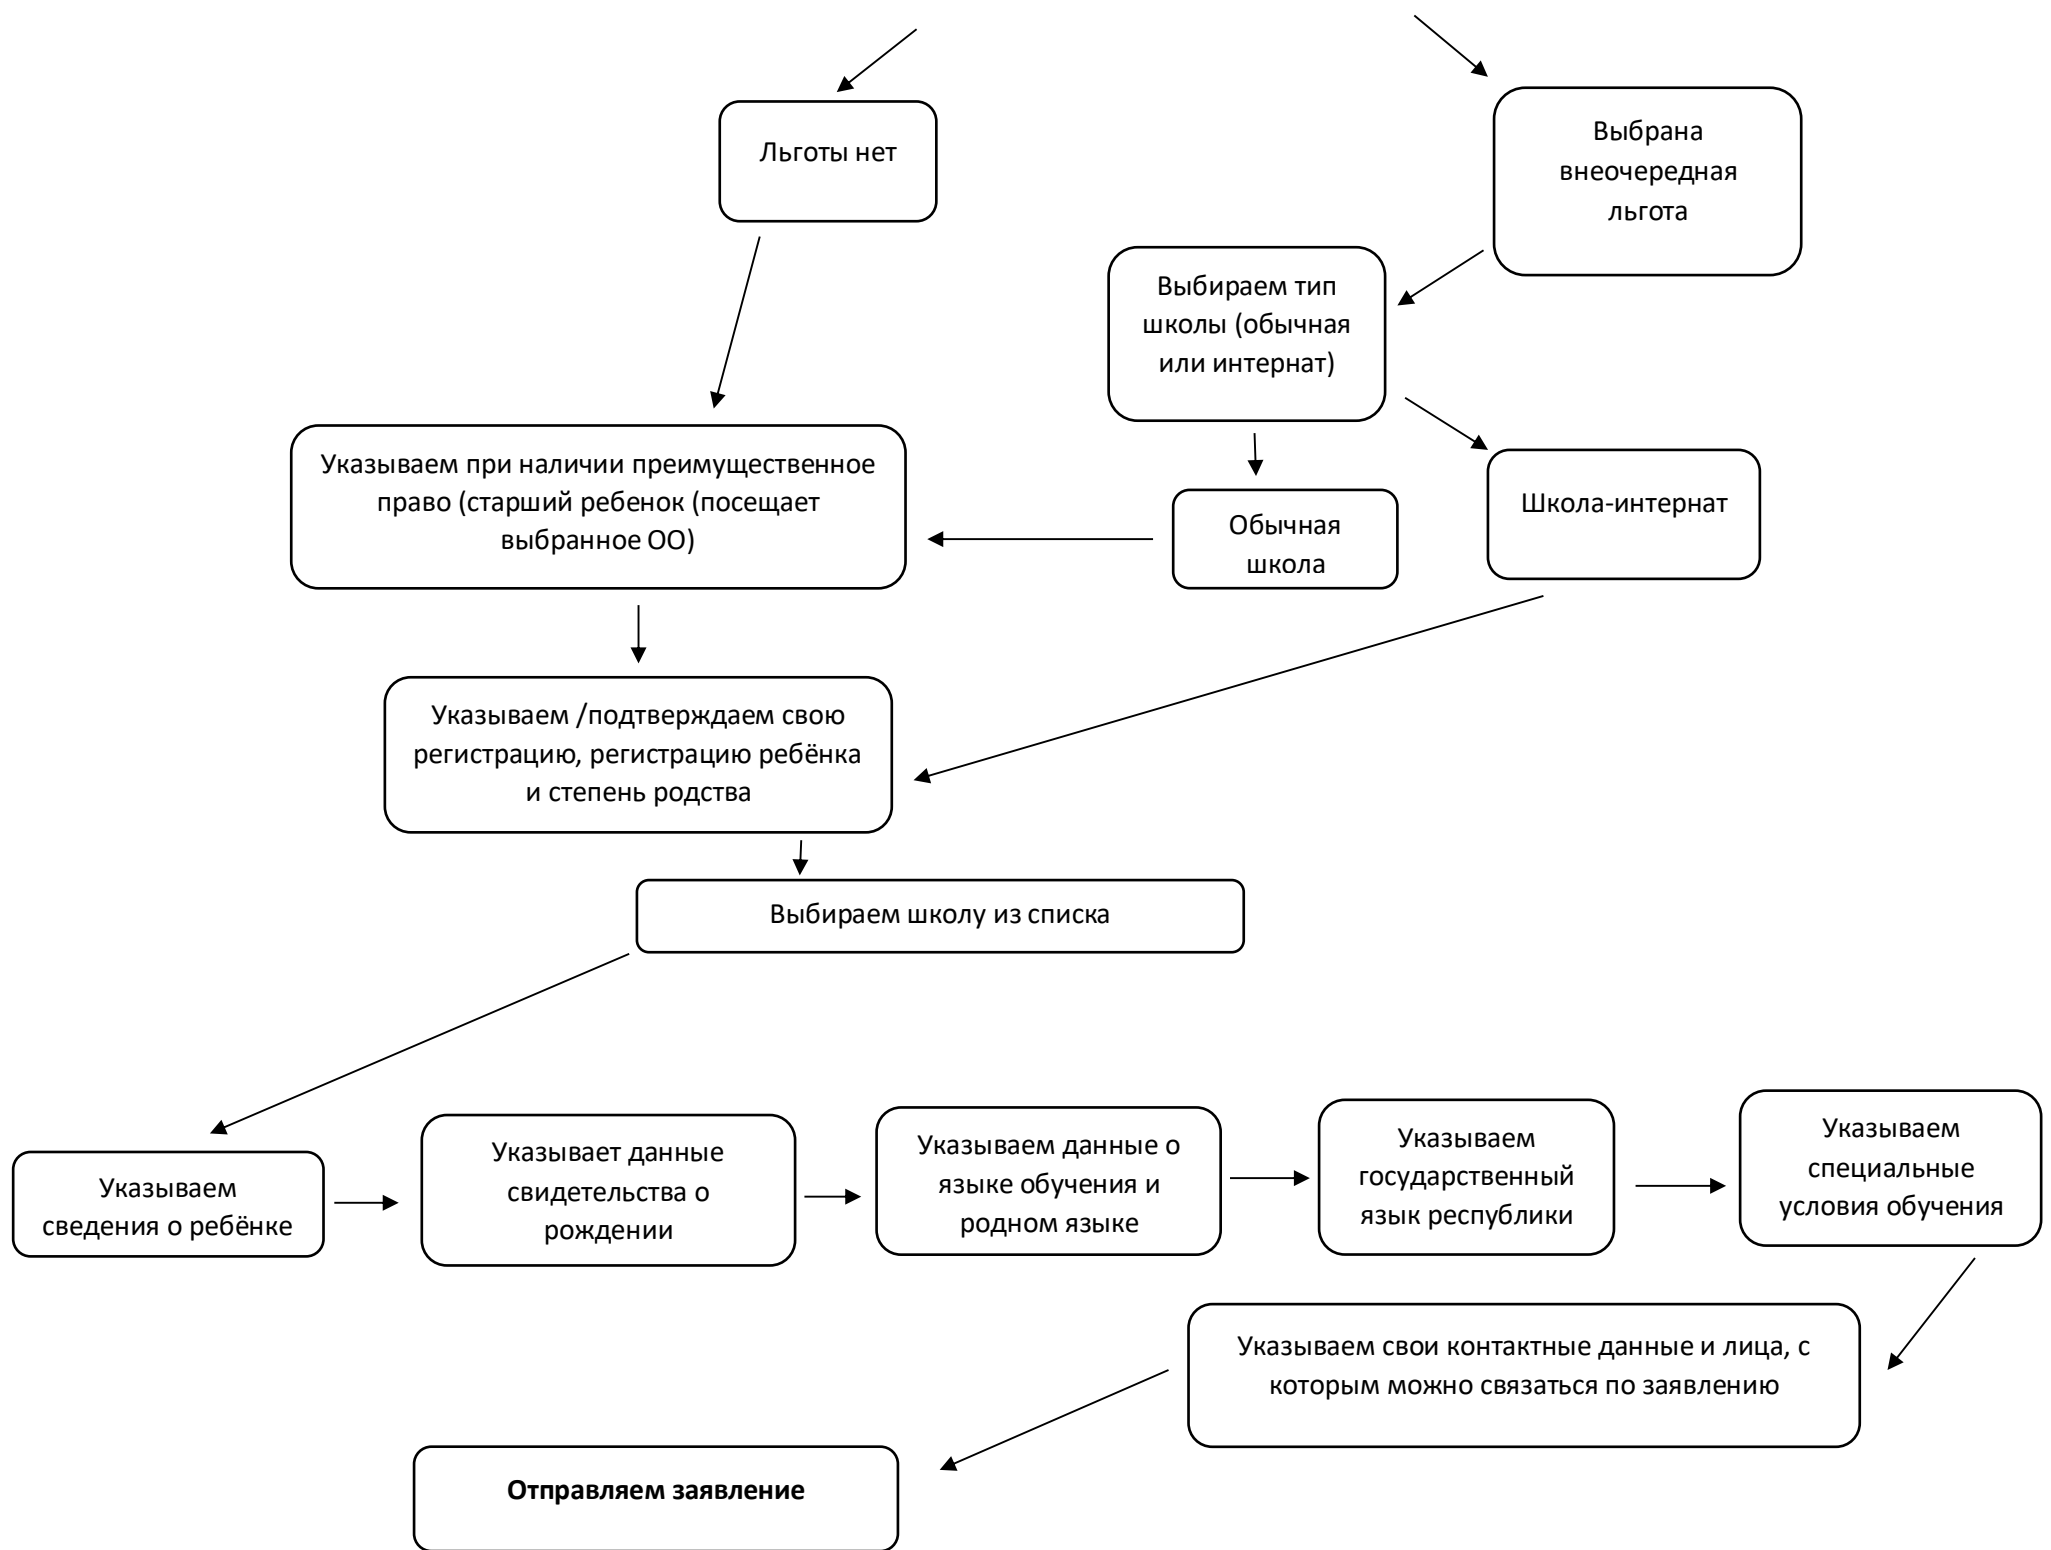 Льготы нет
Выбрана
внеочередная
льгота
Выбираем тип
школы (обычная
или интернат)
Указываем при наличии преимущественное
право (старший ребенок (посещает
выбранное ОО)
Обычная
школа
Школа-интернат
Указываем /подтверждаем свою
регистрацию, регистрацию ребёнка
и степень родства
Выбираем школу из списка
Указываем
сведения о ребёнке
Указывает данные
свидетельства о
рождении
Указываем данные о
языке обучения и
родном языке
Указываем
государственный
язык республики
Указываем
специальные
условия обучения
Указываем свои контактные данные и лица, с
которым можно связаться по заявлению
Отправляем заявление